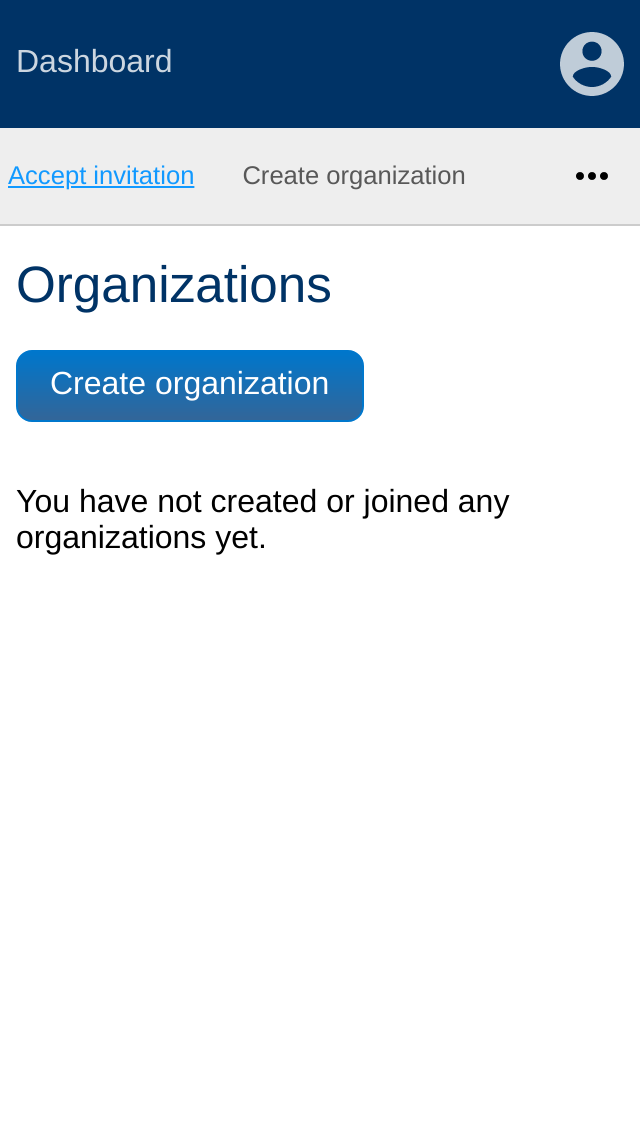 Dashboard
Accept invitation Create organization
Organizations
Create organization
You have not created or joined any
organizations yet.